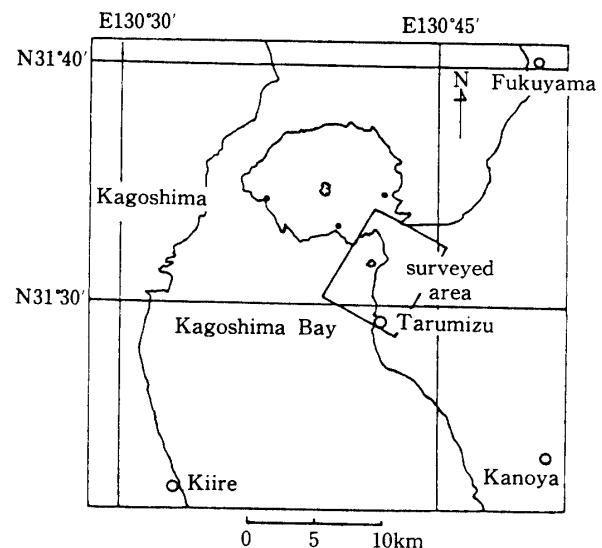 E130°30′ E130°45′
N31°40′
N
Fukuyama
Kagoshima
surveyed
area
N31°30′
Kagoshima Bay
Tarumizu
Kanoya
Kiire
0 5 10km